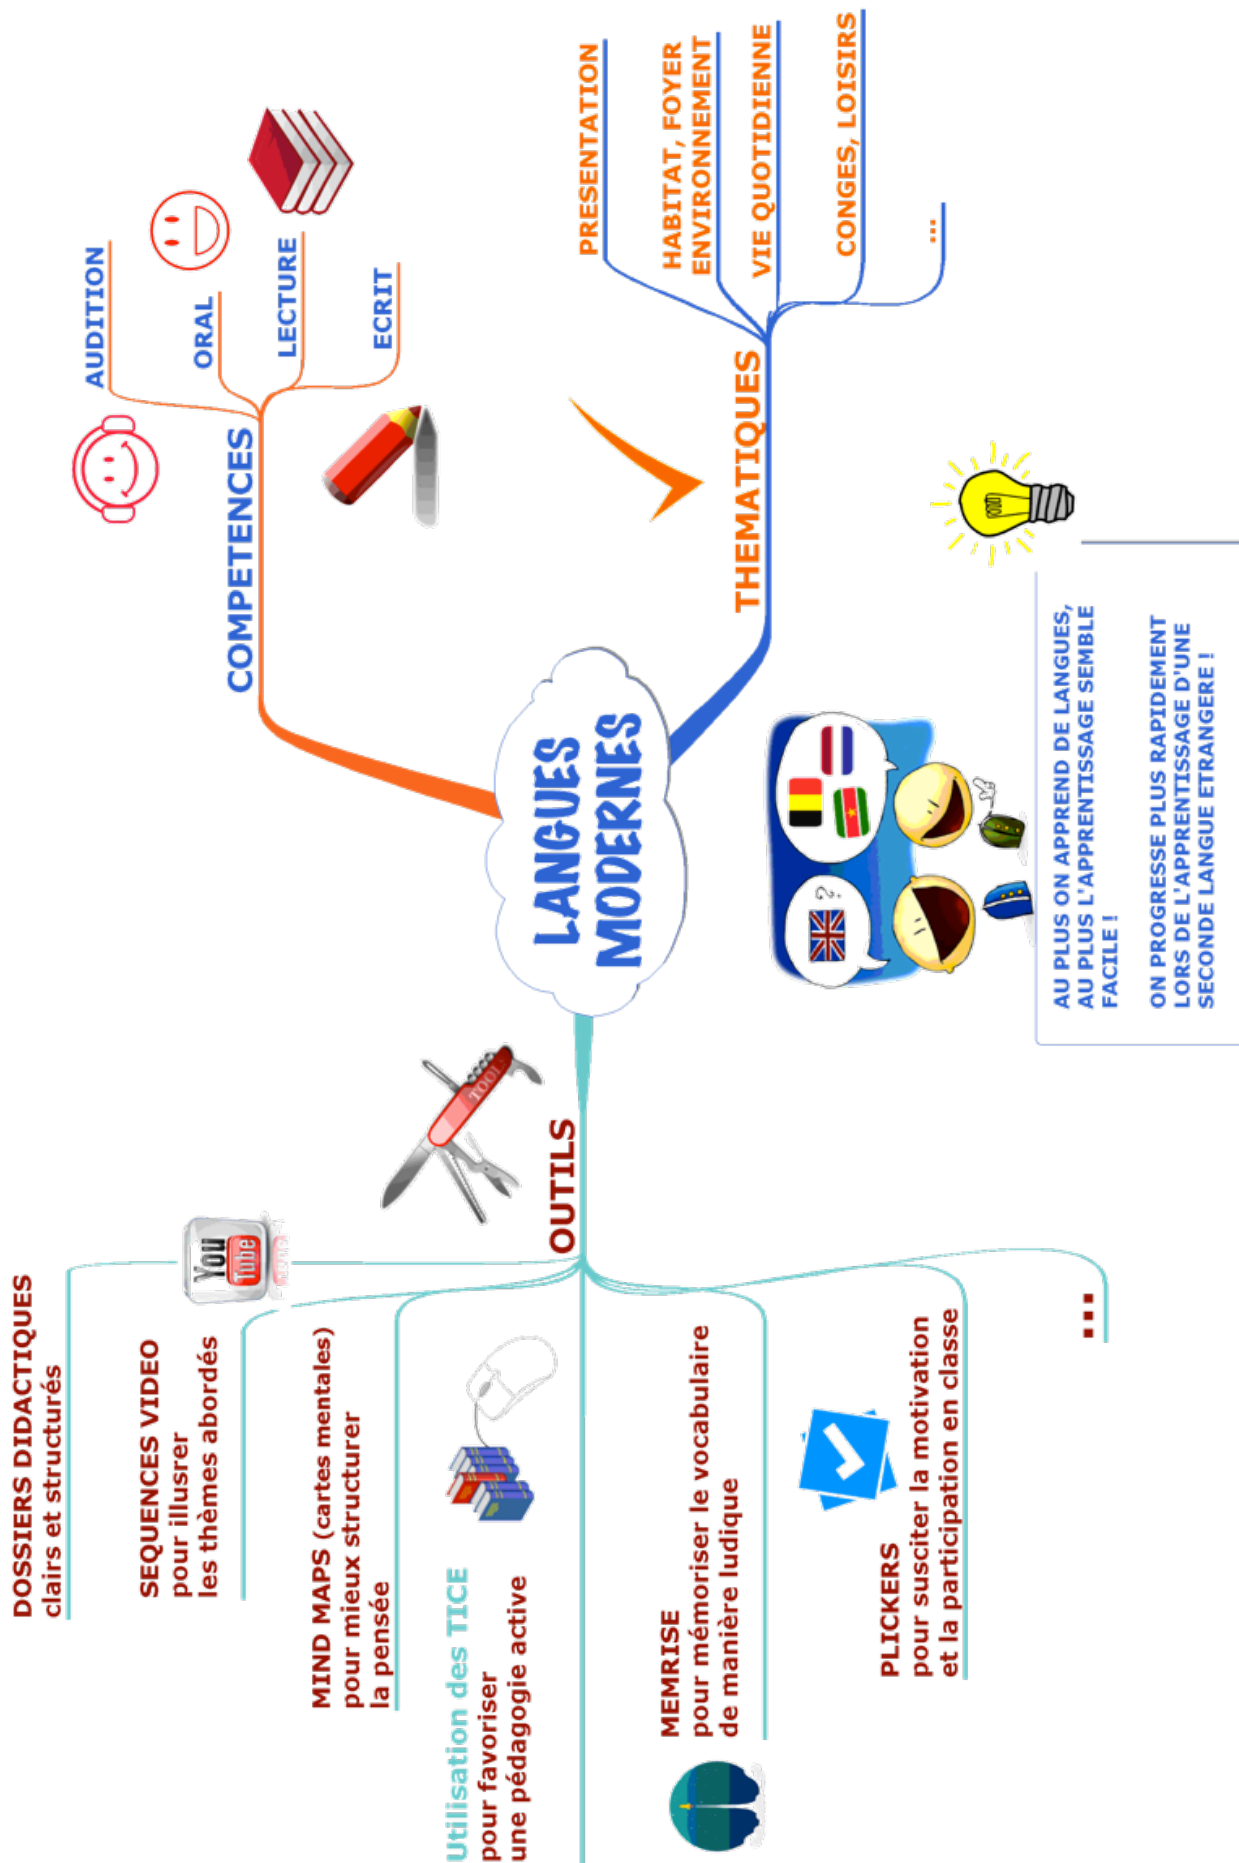 LANGUES
MODERNES
COMPETENCES
AUDITION
ORAL
LECTURE
ECRIT
THEMATIQUES
PRESENTATION
HABITAT, FOYER
ENVIRONNEMENT
VIE QUOTIDIENNE
CONGES, LOISIRS
...
OUTILS
TOOL
DOSSIERS DIDACTIQUES
clairs et structurés
You
Tube
SEQUENCES VIDEO
pour illusrer
les thèmes abordés
MIND MAPS (cartes mentales)
pour mieux structurer
la pensée
Utilisation des TICE
pour favoriser
une pédagogie active
MEMRISE
pour mémoriser le vocabulaire
de manière ludique
PLICKERS
pour susciter la motivation
et la participation en classe
...
¿
AU PLUS ON APPREND DE LANGUES,
AU PLUS L'APPRENTISSAGE SEMBLE
FACILE !
ON PROGRESSE PLUS RAPIDEMENT
LORS DE L'APPRENTISSAGE D'UNE
SECONDE LANGUE ETRANGERE !